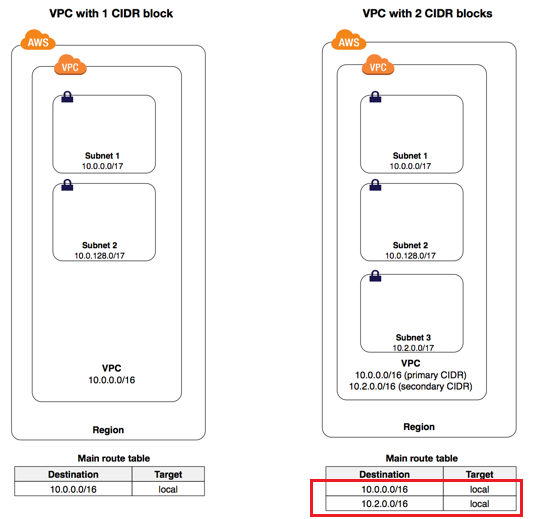 VPC with 1 CIDR block
AWS
VPC
Subnet 1
10.0.0.0/17
Subnet 2
10.0.128.0/17
VPC
10.0.0.0/16
Region
Main route table
Destination Target
10.0.0.0/16 local
VPC with 2 CIDR blocks
AWS
VPC
Subnet 1
10.0.0.0/17
Subnet 2
10.0.128.0/17
Subnet 3
10.2.0.0/17
VPC
10.0.0.0/16 (primary CIDR)
10.2.0.0/16 (secondary CIDR)
Region
Main route table
Destination Target
10.0.0.0/16 local
10.2.0.0/16 local